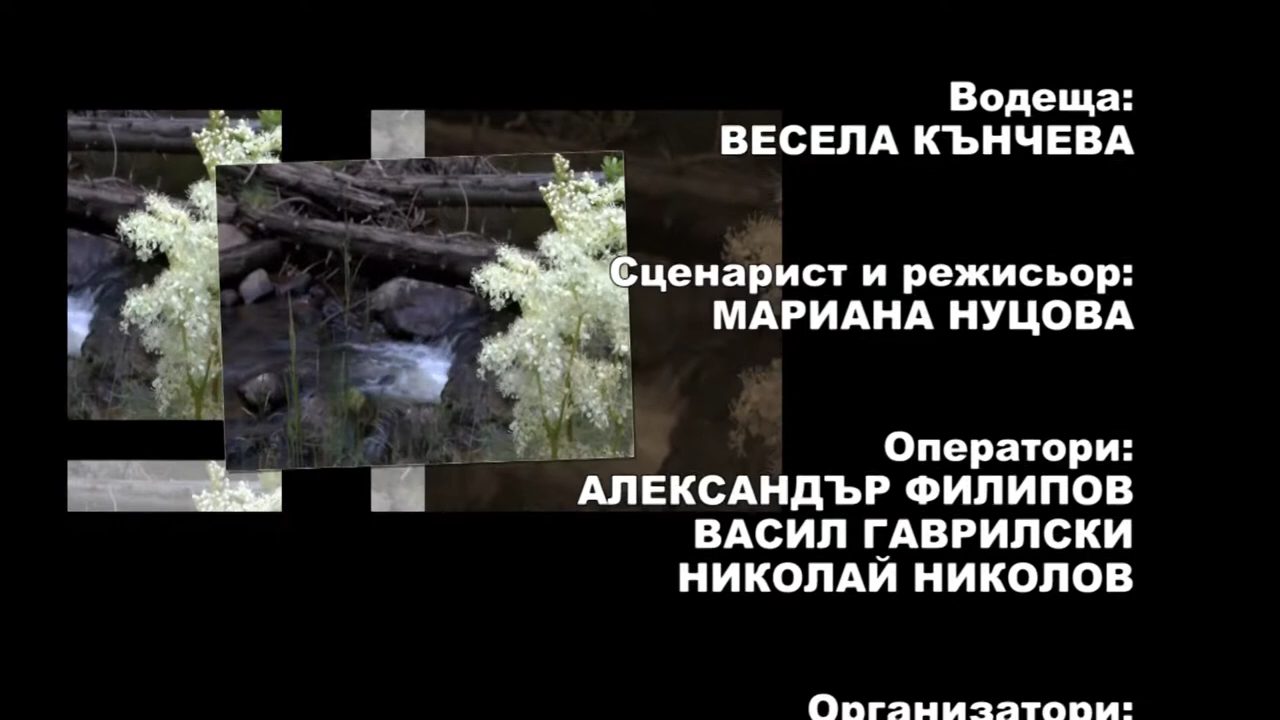 Водеща:
ВЕСЕЛА КЪНЧЕВА
Сценарист и режисьор:
МАРИАНА НУЦОВА
Оператори:
АЛЕКСАНДЪР ФИЛИПОВ
ВАСИЛ ГАВРИЛСКИ
НИКОЛАЙ НИКОЛОВ
Организатори: